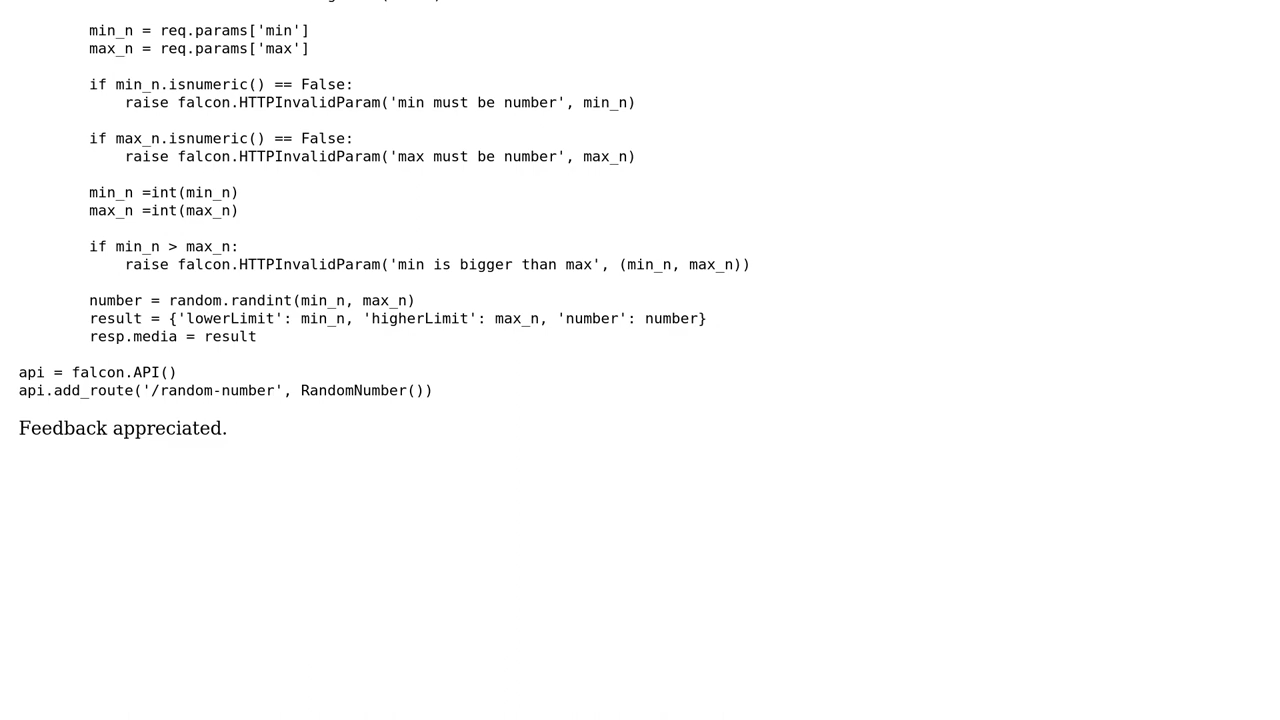 min_n = req.params['min']
max_n = req.params['max']
if min_n.isnumeric() == False:
raise falcon.HTTPInvalidParam('min must be number', min_n)
if max_n.isnumeric() == False:
raise falcon.HTTPInvalidParam('max must be number', max_n)
min_n =int(min_n)
max_n =int(max_n)
if min_n > max_n:
raise falcon.HTTPInvalidParam('min is bigger than max', (min_n, max_n))
number = random.randint(min_n, max_n)
result = {'lowerLimit': min_n, 'higherLimit': max_n, 'number': number}
resp.media = result
api = falcon.API()
api.add_route('/random-number', RandomNumber())
Feedback appreciated.